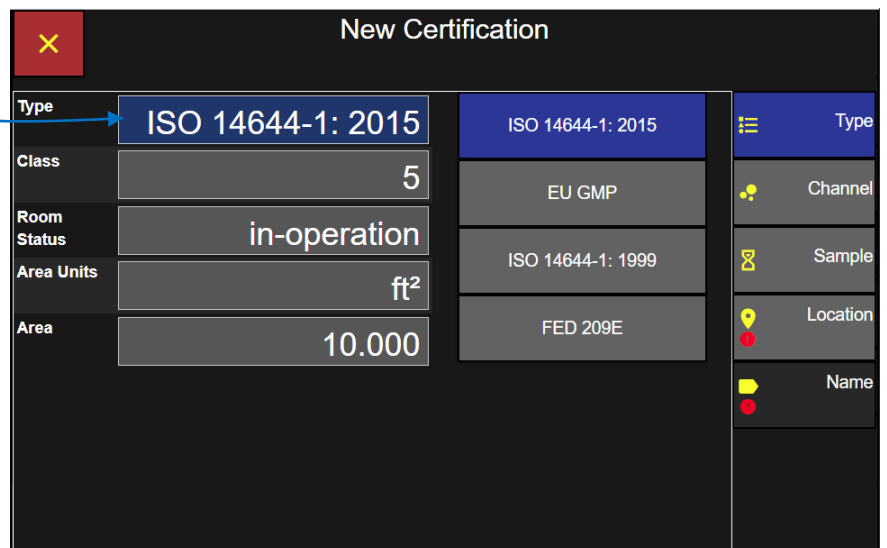 New Certification
Type
ISO 14644-1: 2015
Class
5
Room
Status
in-operation
Area Units
ft²
Area
10.000
ISO 14644-1: 2015
EU GMP
ISO 14644-1: 1999
FED 209E
Type
Channel
Sample
Location
Name